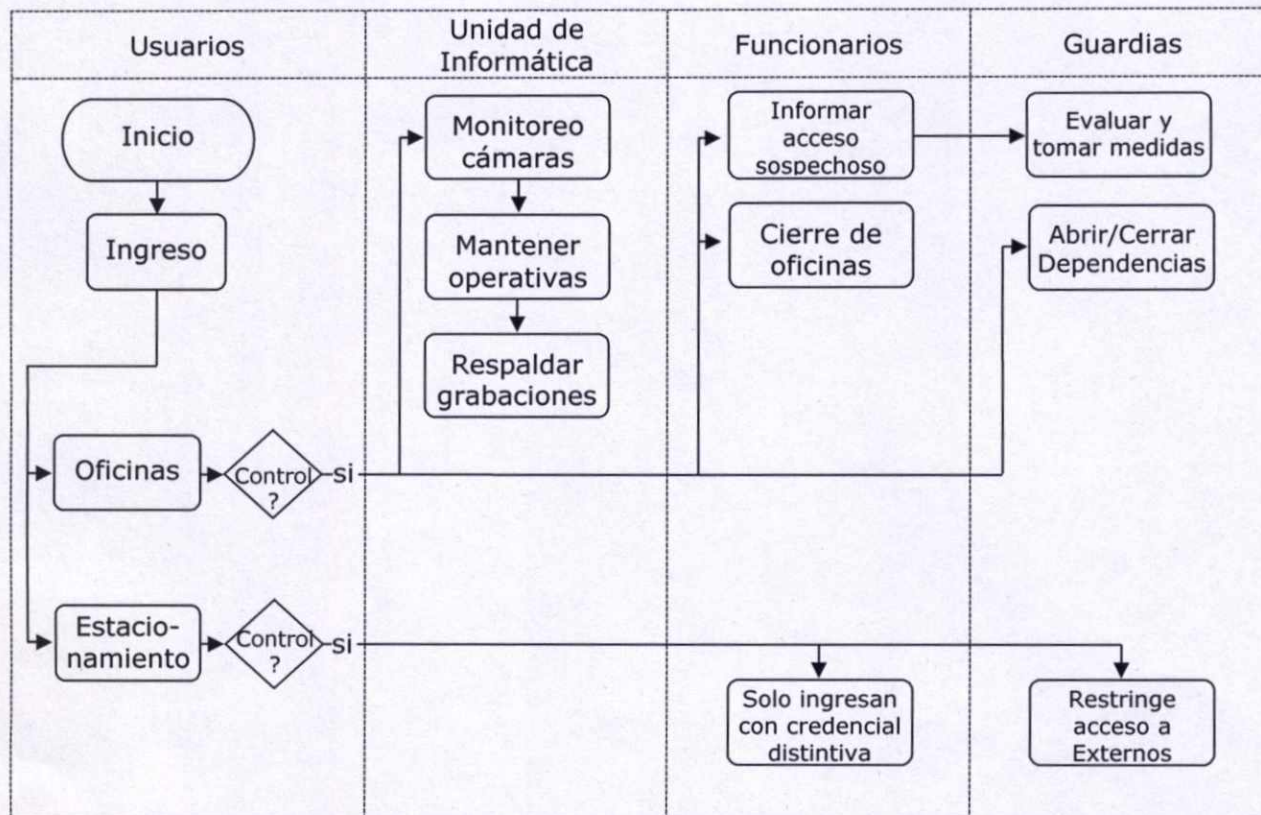 Usuarios
Unidad de
Informática
Funcionarios
Guardias
Inicio
Ingreso
Oficinas
Control
?
si
Estacio-
namiento
Control
?
si
Monitoreo
cámaras
Mantener
operativas
Respaldar
grabaciones
Informar
acceso
sospechoso
Cierre de
oficinas
Solo ingresan
con credencial
distintiva
Evaluar y
tomar medidas
Abrir/Cerrar
Dependencias
Restringe
acceso a
Externos